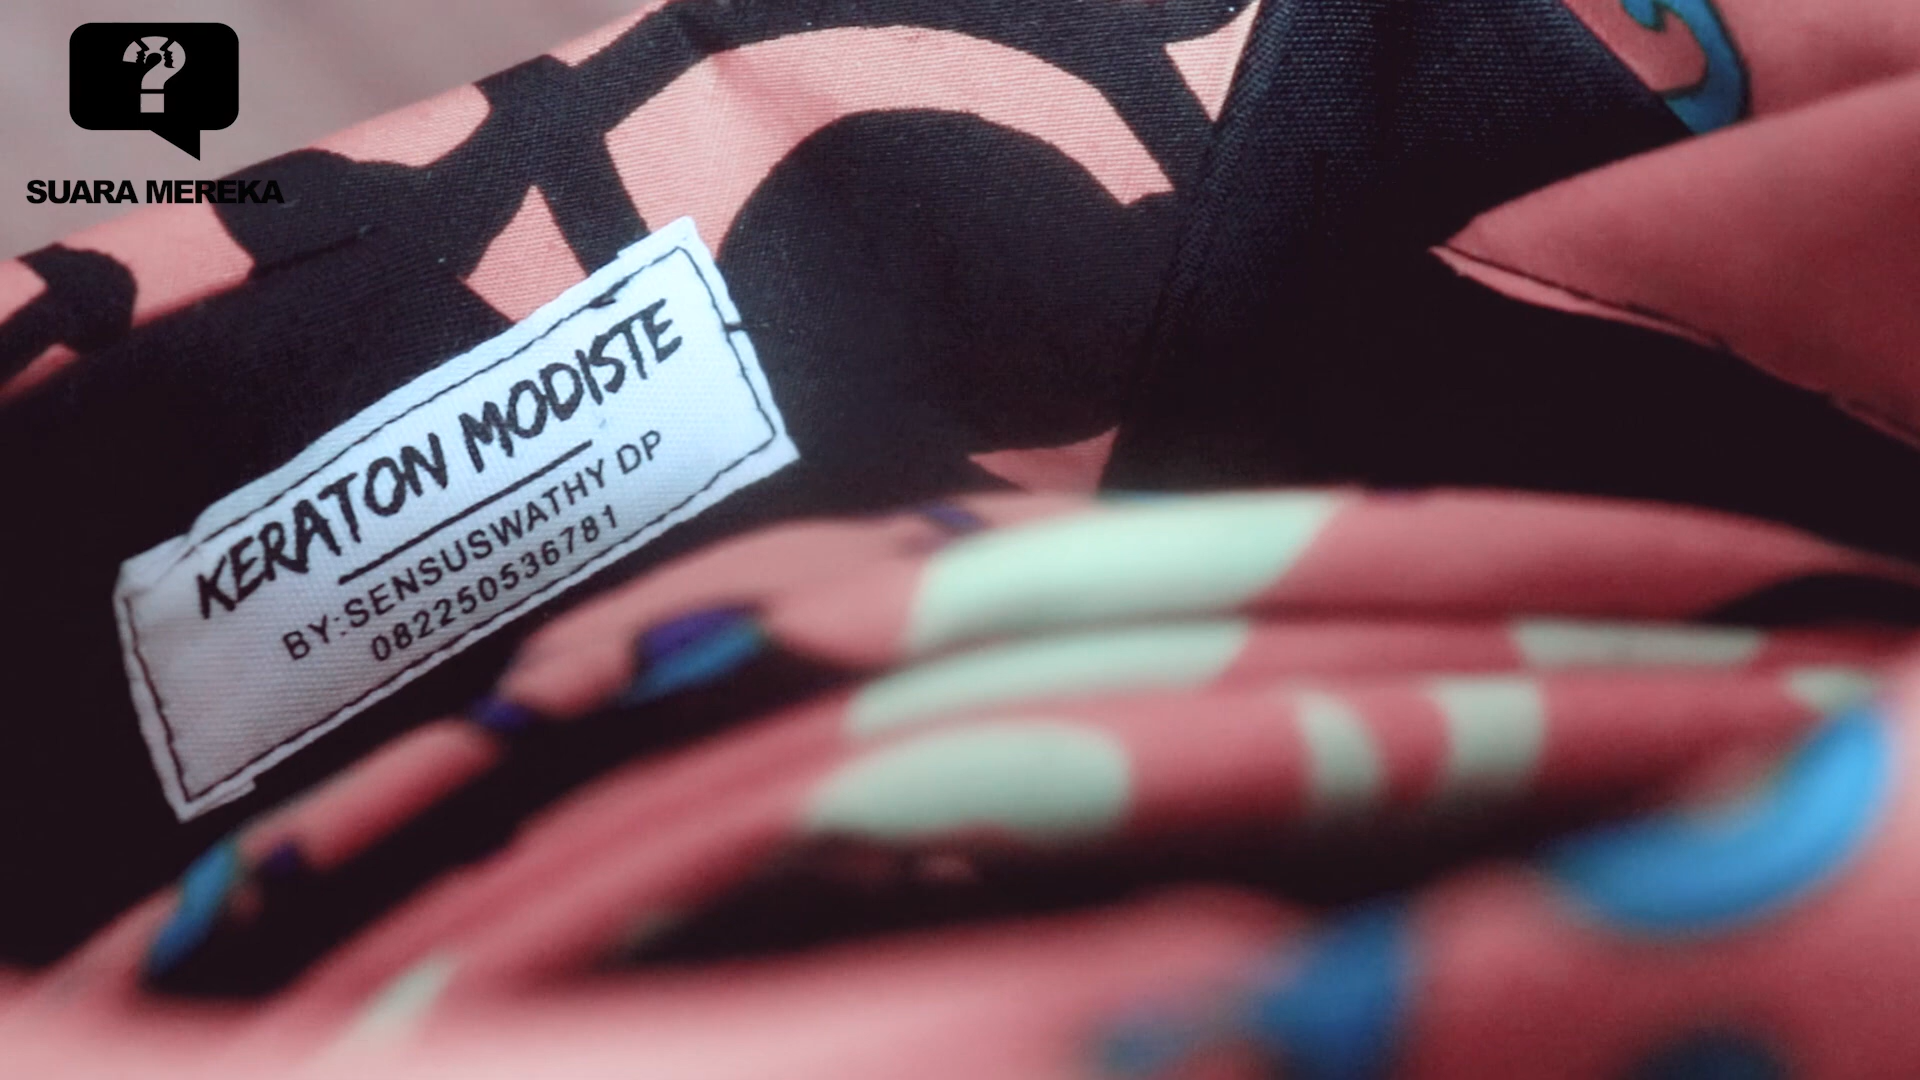 ?
SUARA MEREKA
KERATON MODISTE
BY:SENSUSWATHY DP
082250536781